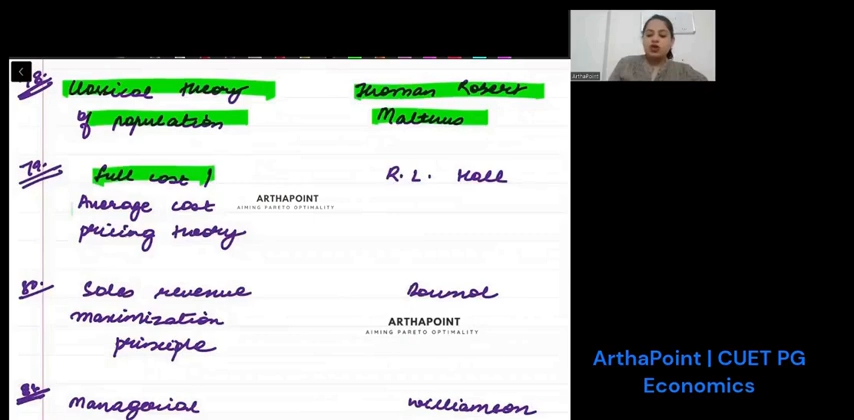 78. Classical theory Thomas Robert
of population Malthus
79. full cost / R. L. Hall
Average cost
pricing theory
ARTHAPOINT
AIMING PARETO OPTIMALITY
80. Sales revenue Baumol
maximization
principle
ARTHAPOINT
AIMING PARETO OPTIMALITY
Managerial Williamson
ArthaPoint
ArthaPoint | CUET PG
Economics